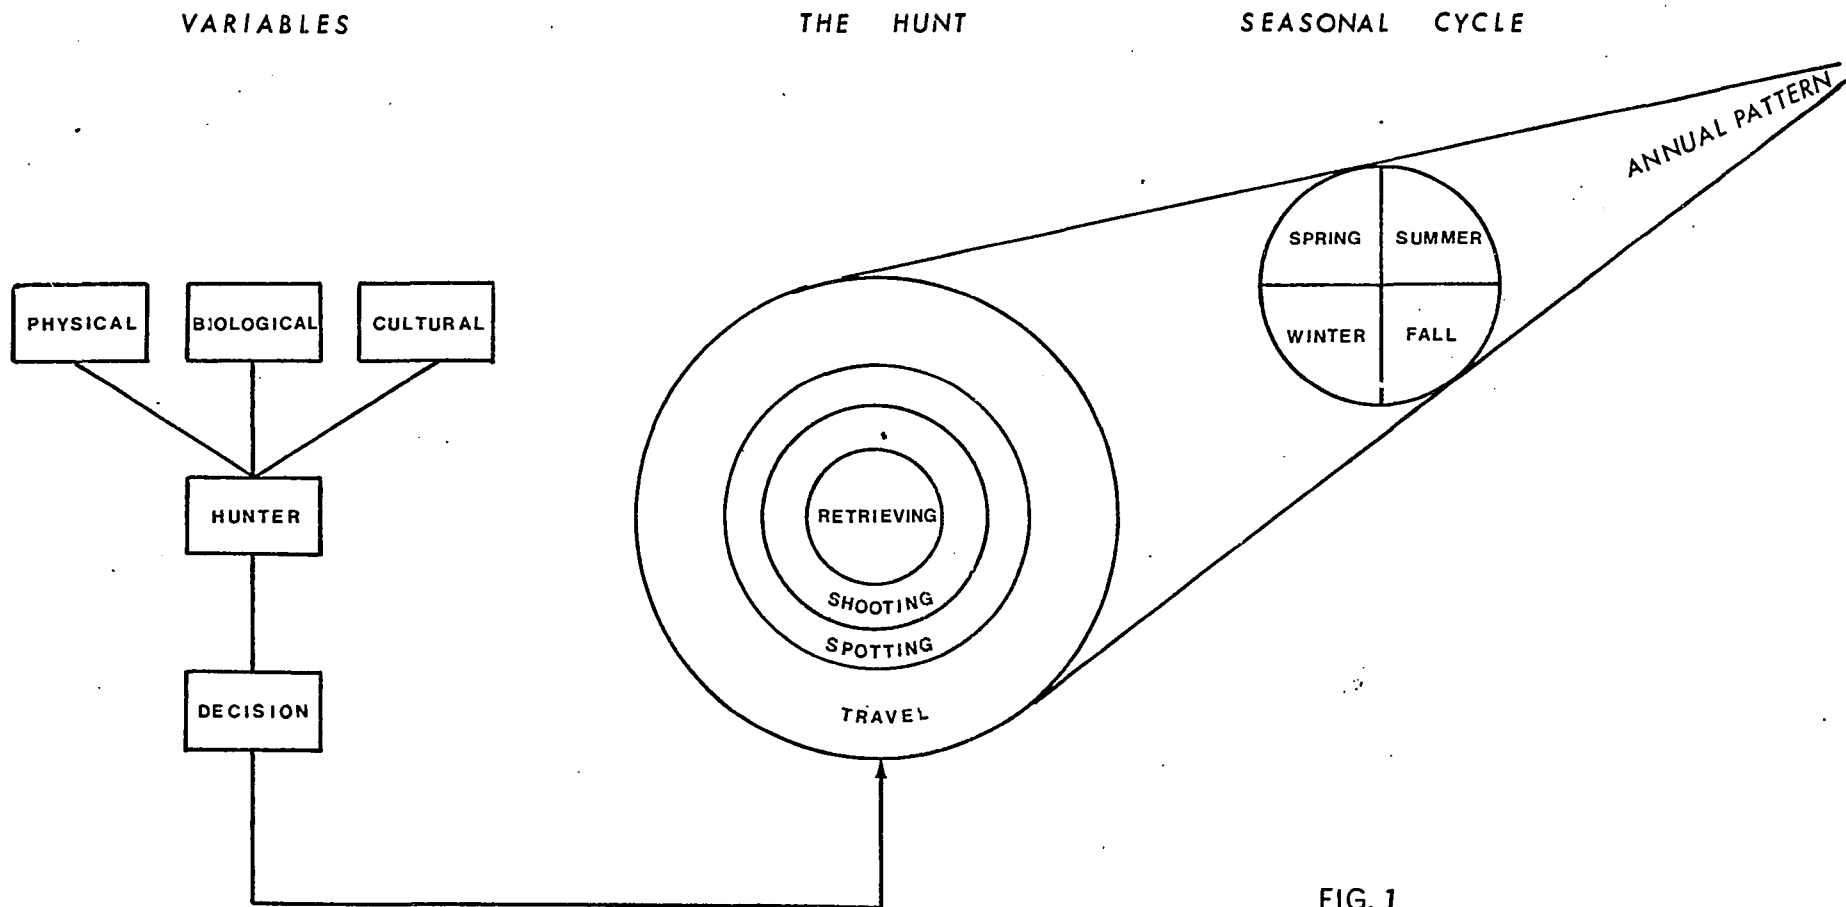 VARIABLES
THE HUNT
SEASONAL CYCLE
ANNUAL PATTERN
SPRING
SUMMER
WINTER
FALL
PHYSICAL
BIOLOGICAL
CULTURAL
HUNTER
DECISION
RETRIEVING
SHOOTING
SPOTTING
TRAVEL
FIG. 1